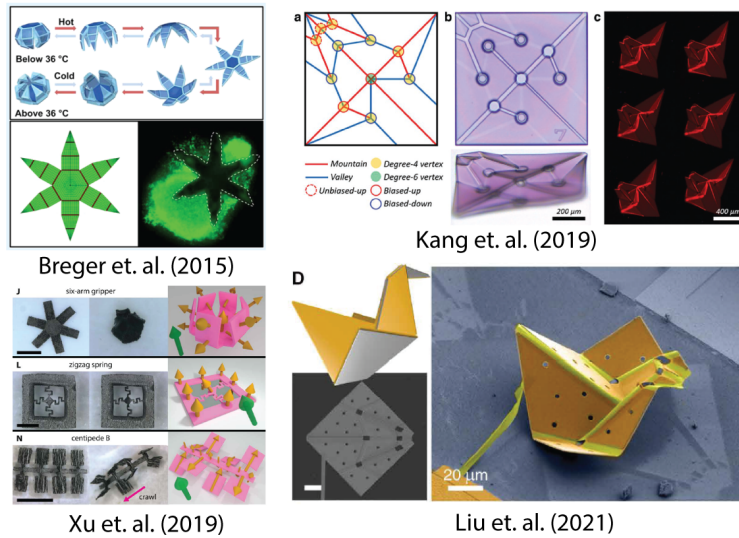 Hot
Below 36 °C
Cold
Above 36 °C
Breger et. al. (2015)
a
b
c
7
Mountain
Degree-4 vertex
Valley
Degree-6 vertex
Unbiased-up
Biased-up
Biased-down
200 μm
400 μm
Kang et. al. (2019)
J
six-arm gripper
L
zigzag spring
N
centipede B
crawl
Xu et. al. (2019)
D
20 μm
Liu et. al. (2021)